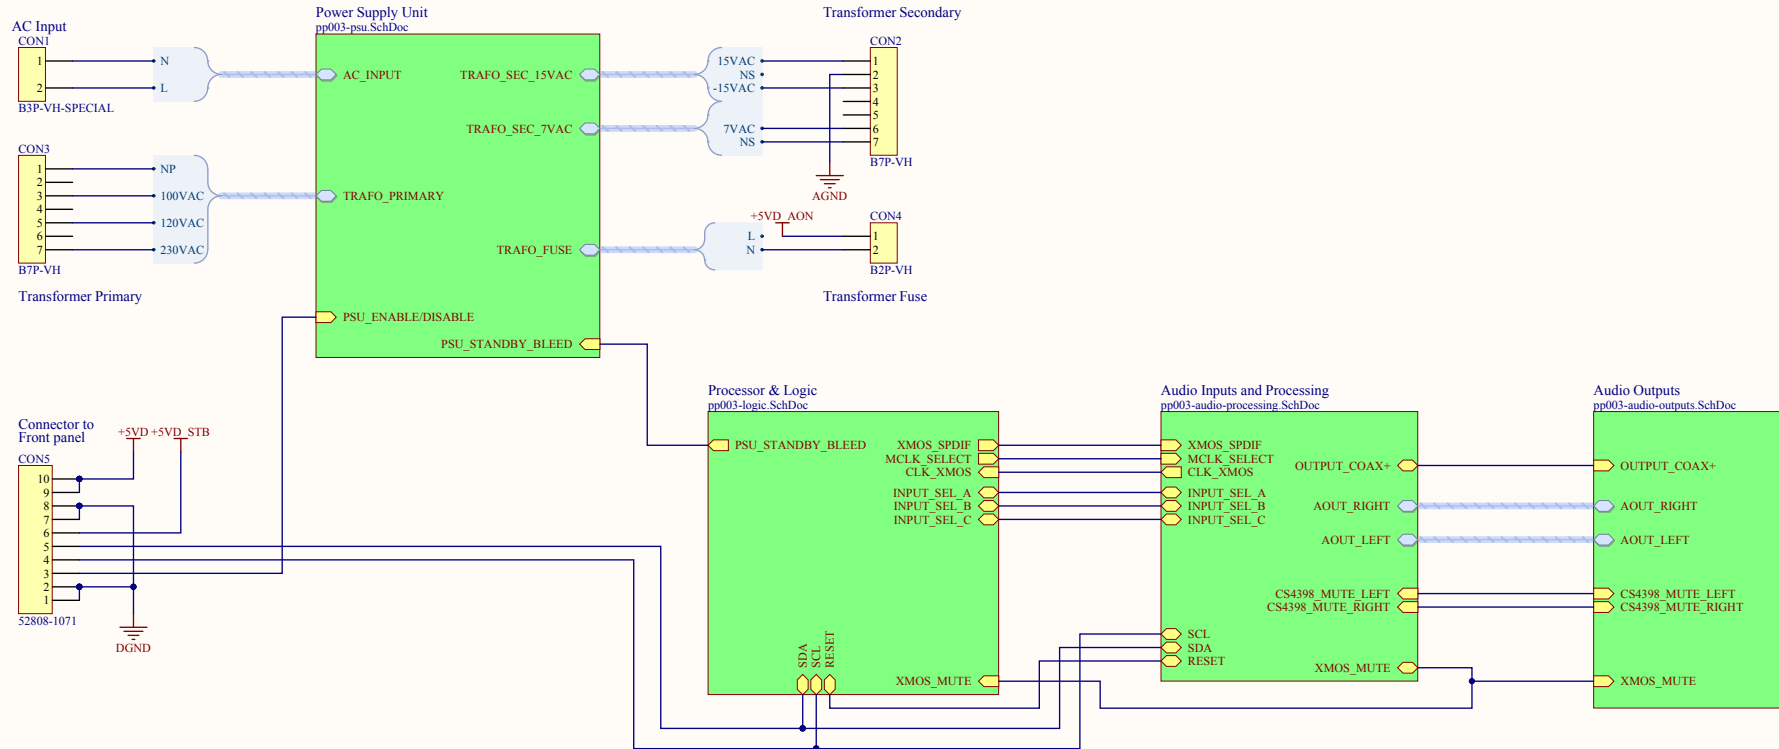 AC Input
CON1
1
2
B3P-VH-SPECIAL
N
L
CON3
1
2
3
4
5
6
7
B7P-VH
NP
100VAC
120VAC
230VAC
Transformer Primary
Power Supply Unit
pp003-psu.SchDoc
AC_INPUT
TRAFO_PRIMARY
PSU_ENABLE/DISABLE
TRAFO_SEC_15VAC
TRAFO_SEC_7VAC
TRAFO_FUSE
PSU_STANDBY_BLEED
Transformer Secondary
15VAC
NS
-15VAC
7VAC
NS
CON2
1
2
3
4
5
6
7
B7P-VH
AGND
+5VD_AON
L
N
CON4
1
2
B2P-VH
Transformer Fuse
Connector to
Front panel
+5VD
+5VD_STB
CON5
10
9
8
7
6
5
4
3
2
1
52808-1071
DGND
Processor & Logic
pp003-logic.SchDoc
PSU_STANDBY_BLEED
XMOS_SPDIF
MCLK_SELECT
CLK_XMOS
INPUT_SEL_A
INPUT_SEL_B
INPUT_SEL_C
SDA
SCL
RESET
XMOS_MUTE
Audio Inputs and Processing
pp003-audio-processing.SchDoc
XMOS_SPDIF
MCLK_SELECT
CLK_XMOS
INPUT_SEL_A
INPUT_SEL_B
INPUT_SEL_C
SCL
SDA
RESET
OUTPUT_COAX+
AOUT_RIGHT
AOUT_LEFT
CS4398_MUTE_LEFT
CS4398_MUTE_RIGHT
XMOS_MUTE
Audio Outputs
pp003-audio-outputs.SchDoc
OUTPUT_COAX+
AOUT_RIGHT
AOUT_LEFT
CS4398_MUTE_LEFT
CS4398_MUTE_RIGHT
XMOS_MUTE